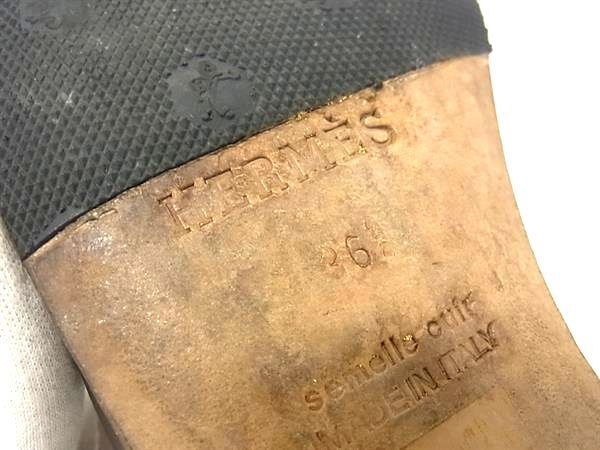 HERMÈS
36½
semelle cuir
MADE IN ITALY